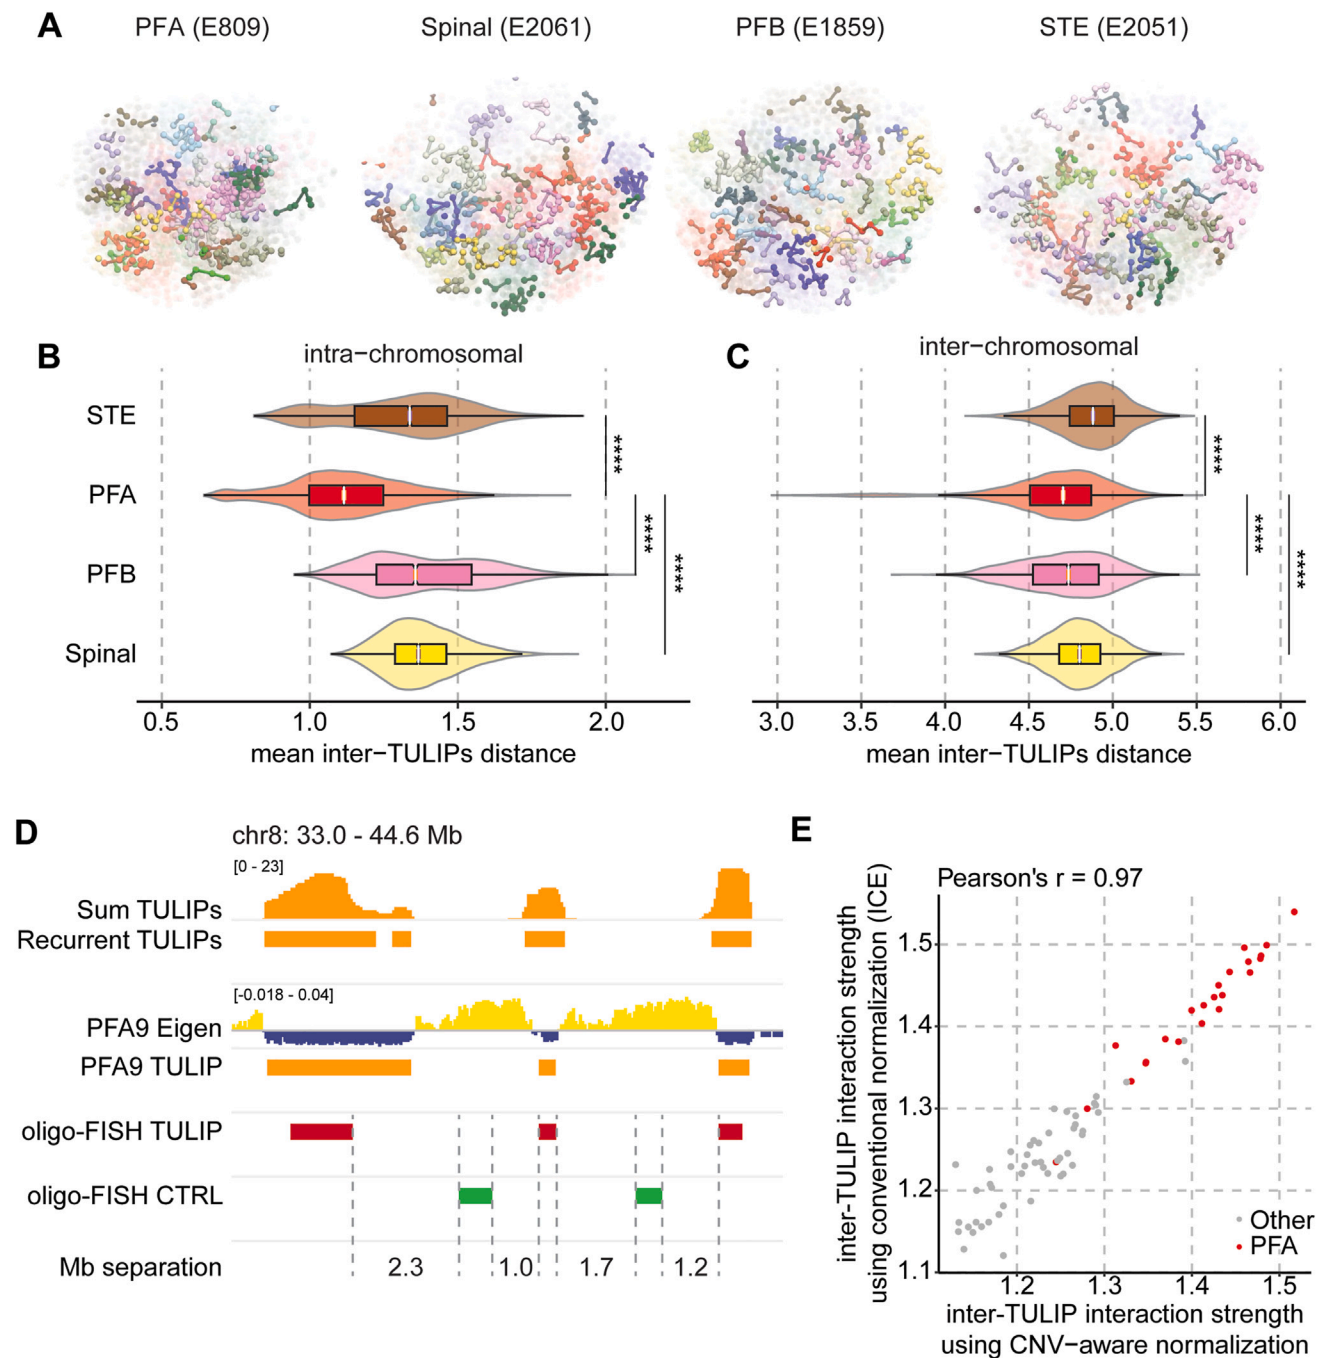 A
PFA (E809)
Spinal (E2061)
PFB (E1859)
STE (E2051)
B
intra−chromosomal
STE
PFA
PFB
Spinal
****
****
****
0.5 1.0 1.5 2.0
mean inter−TULIPs distance
C
inter−chromosomal
****
****
****
3.0 3.5 4.0 4.5 5.0 5.5 6.0
mean inter−TULIPs distance
D
chr8: 33.0 - 44.6 Mb
[0 - 23]
Sum TULIPs
Recurrent TULIPs
[-0.018 - 0.04]
PFA9 Eigen
PFA9 TULIP
oligo-FISH TULIP
oligo-FISH CTRL
Mb separation 2.3 1.0 1.7 1.2
E
Pearson's r = 0.97
inter-TULIP interaction strength
using conventional normalization (ICE)
1.5
1.4
1.3
1.2
1.1
Other
PFA
1.2 1.3 1.4 1.5
inter-TULIP interaction strength
using CNV−aware normalization